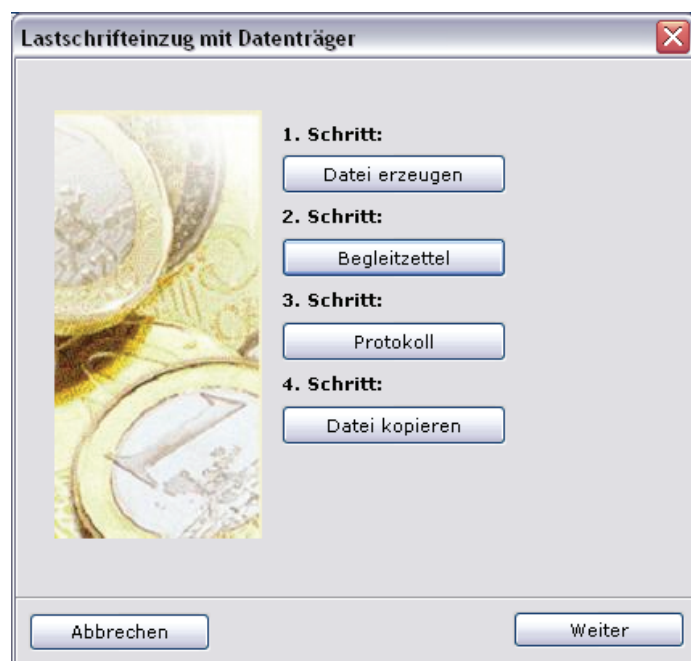 Lastschrifteinzug mit Datenträger
1. Schritt:
Datei erzeugen
2. Schritt:
Begleitzettel
3. Schritt:
Protokoll
4. Schritt:
Datei kopieren
Abbrechen
Weiter